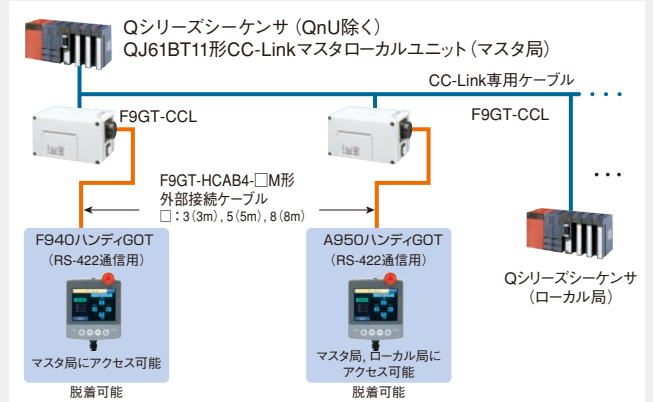 Qシリーズシーケンサ（QnU除く）
QJ61BT11形CC-Linkマスタローカルユニット（マスタ局）
CC-Link専用ケーブル
F9GT-CCL
F9GT-CCL
F9GT-HCAB4-□M形
外部接続ケーブル
□：3（3m）, 5（5m）, 8（8m）
F940ハンディGOT
（RS-422通信用）
マスタ局にアクセス可能
脱着可能
A950ハンディGOT
（RS-422通信用）
マスタ局, ローカル局に
アクセス可能
脱着可能
Qシリーズシーケンサ
（ローカル局）